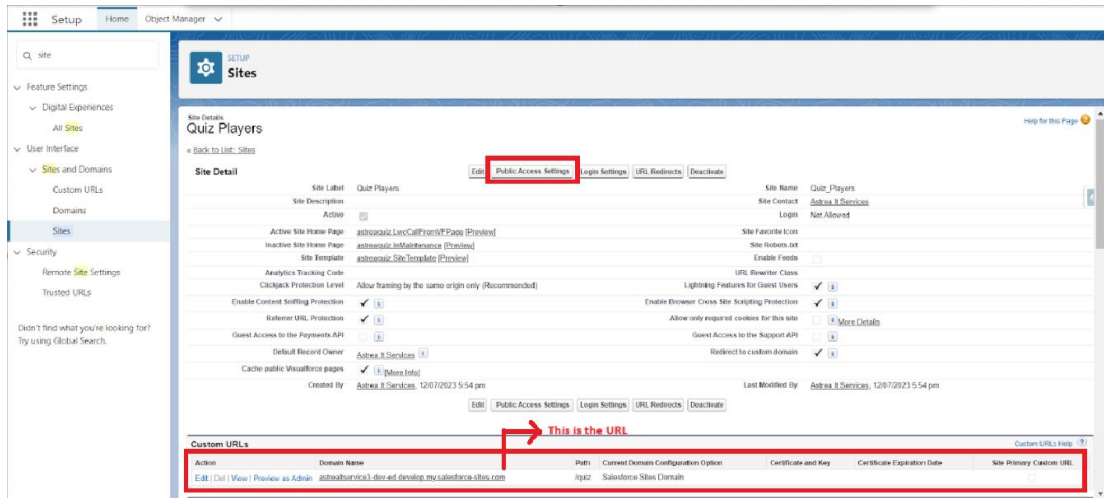 Setup Home Object Manager
site
Feature Settings
Digital Experiences
All Sites
User Interface
Sites and Domains
Custom URLs
Domains
Sites
Security
Remote Site Settings
Trusted URLs
Didn't find what you're looking for?
Try using Global Search.
SETUP
Sites
Site Details
Quiz Players
Help for this Page
« Back to List: Sites
Site Detail Edit Public Access Settings Login Settings URL Redirects Deactivate
Site Label Quiz Players Site Name Quiz_Players
Site Description Site Contact Astrea It Services
Active Login Not Allowed
Active Site Home Page astreaquiz.LwcCallFromVFPage [Preview] Site Favorite Icon
Inactive Site Home Page astreaquiz.InMaintenance [Preview] Site Robots.txt
Site Template astreaquiz.SiteTemplate [Preview] Enable Feeds
Analytics Tracking Code URL Rewriter Class
Clickjack Protection Level Allow framing by the same origin only (Recommended) Lightning Features for Guest Users
Enable Content Sniffing Protection Enable Browser Cross Site Scripting Protection
Referrer URL Protection Allow only required cookies for this site More Details
Guest Access to the Payments API Guest Access to the Support API
Default Record Owner Astrea It Services Redirect to custom domain
Cache public Visualforce pages [More Info]
Created By Astrea It Services, 12/07/2023 5:54 pm Last Modified By Astrea It Services, 12/07/2023 5:54 pm
Edit Public Access Settings Login Settings URL Redirects Deactivate
This is the URL
Custom URLs Custom URLs Help
Action Domain Name Path Current Domain Configuration Option Certificate and Key Certificate Expiration Date Site Primary Custom URL
Edit | Del | View | Preview as Admin astreaitservice3-dev-ed.develop.my.salesforce-sites.com /quiz Salesforce Sites Domain